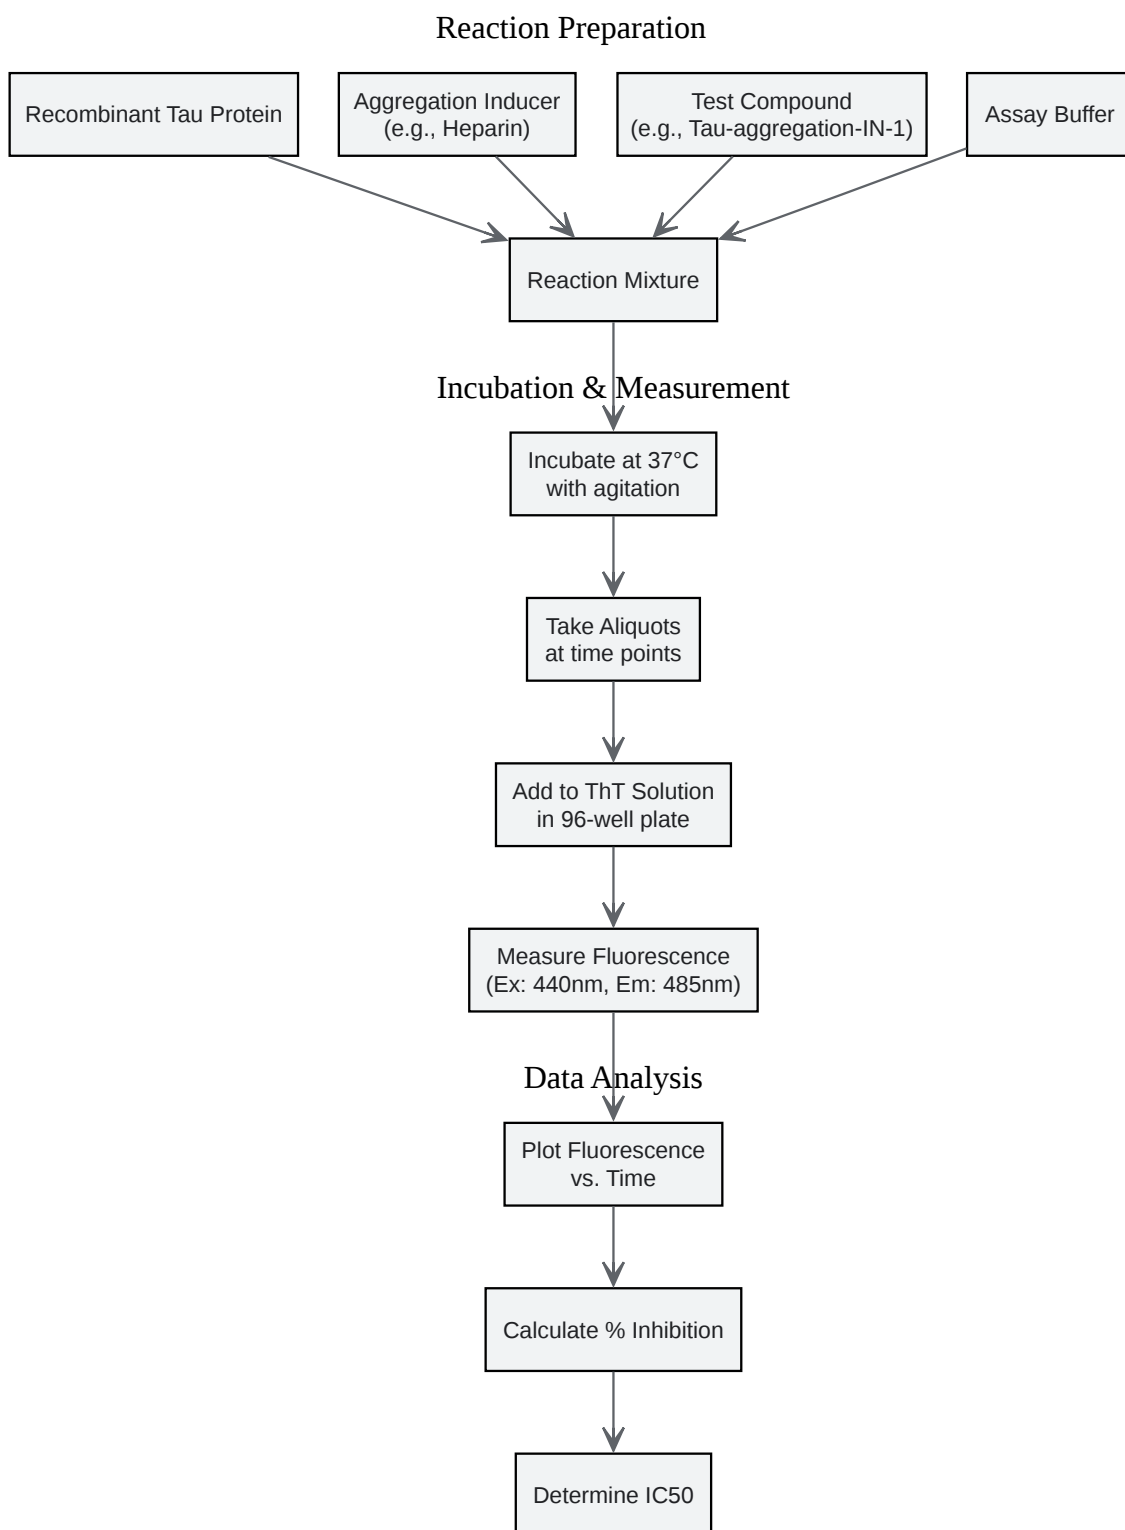 Reaction Preparation
Recombinant Tau Protein
Aggregation Inducer
(e.g., Heparin)
Test Compound
(e.g., Tau-aggregation-IN-1)
Assay Buffer
Reaction Mixture
Incubation & Measurement
Incubate at 37°C
with agitation
Take Aliquots
at time points
Add to ThT Solution
in 96-well plate
Measure Fluorescence
(Ex: 440nm, Em: 485nm)
Data Analysis
Plot Fluorescence
vs. Time
Calculate % Inhibition
Determine IC50